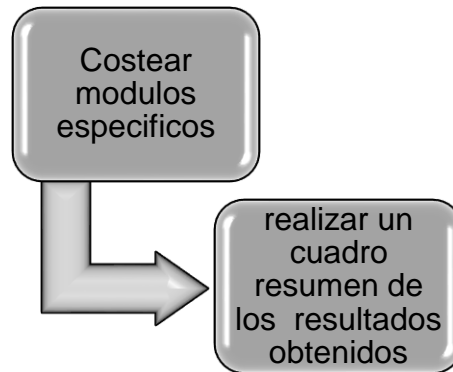 Costear
modulos
especificos
realizar un
cuadro
resumen de
los resultados
obtenidos